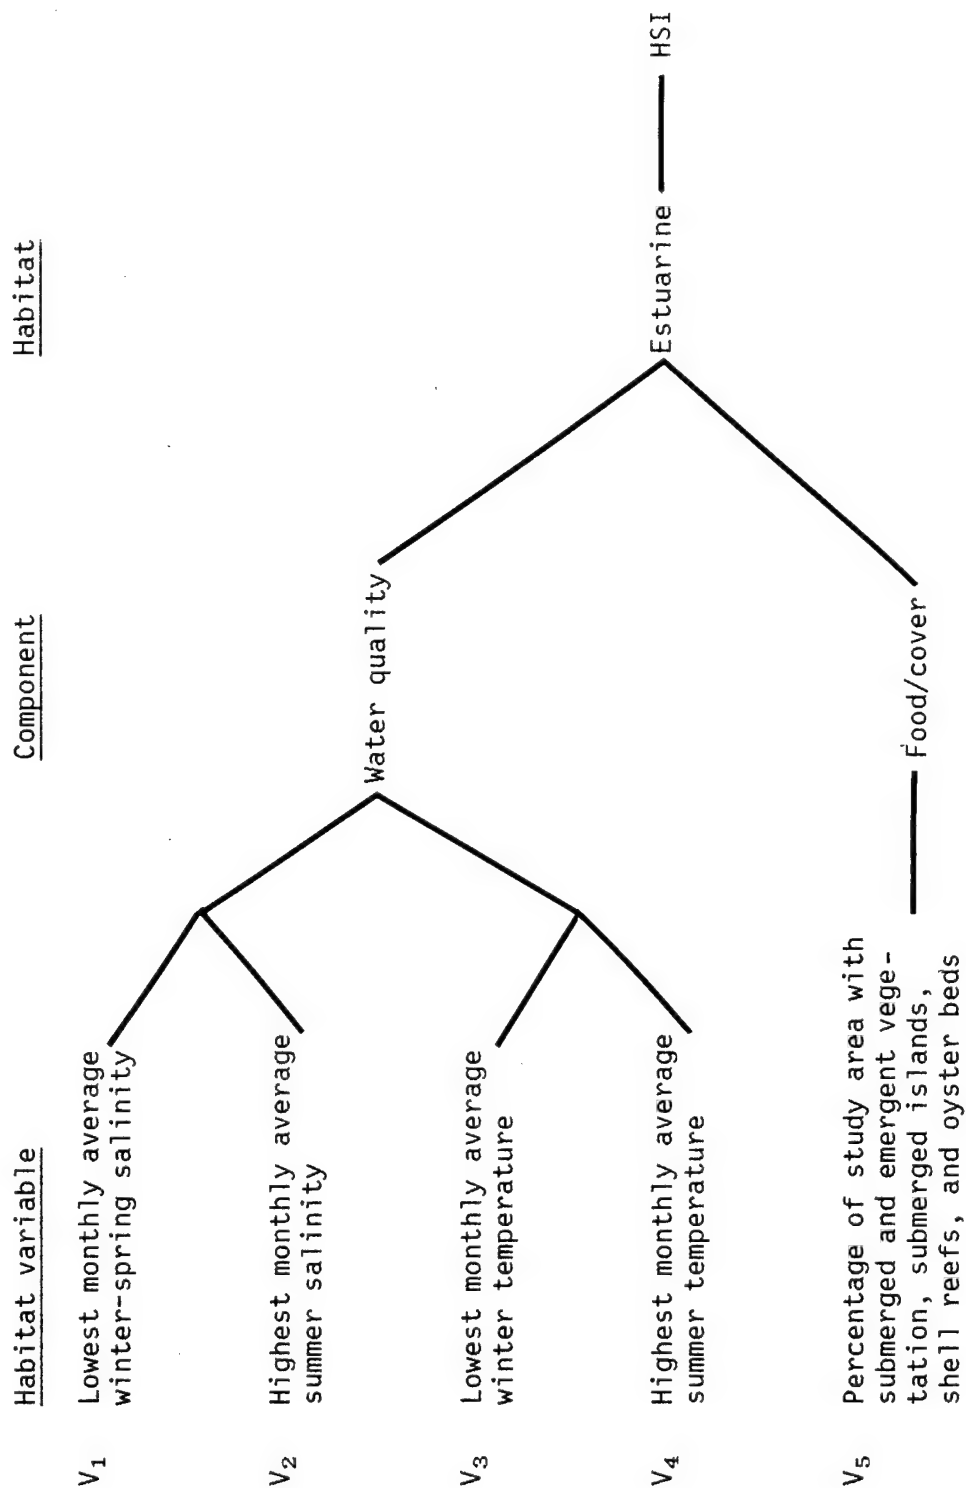 Habitat variable
Component
Habitat
V1
Lowest monthly average
winter-spring salinity
V2
Highest monthly average
summer salinity
Water quality
V3
Lowest monthly average
winter temperature
V4
Highest monthly average
summer temperature
Estuarine
HSI
V5
Percentage of study area with
submerged and emergent vege-
tation, submerged islands,
shell reefs, and oyster beds
Food/cover